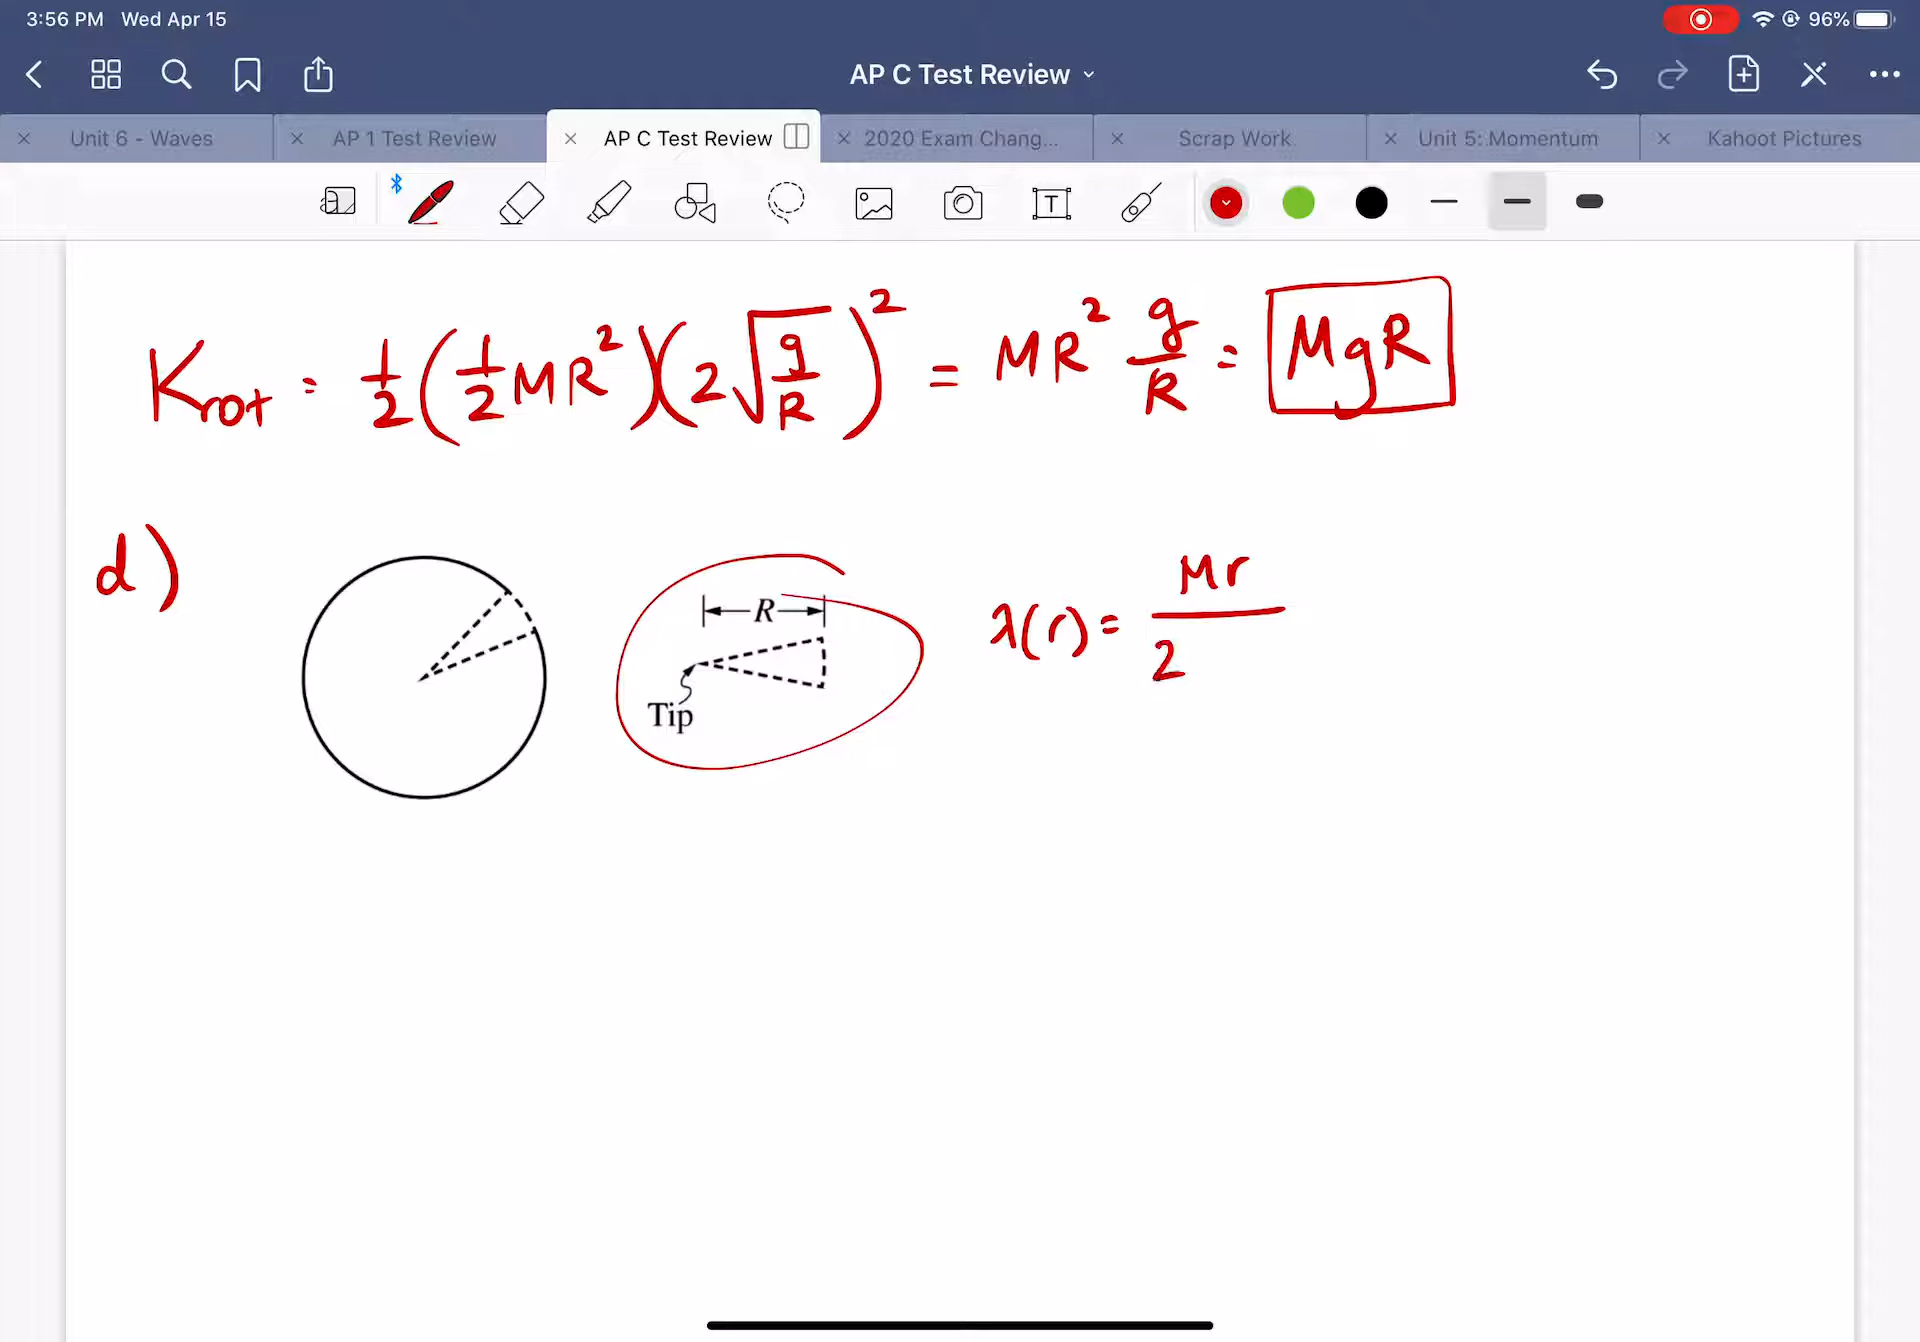 3:56 PM Wed Apr 15 96%
AP C Test Review
Unit 6 - Waves AP 1 Test Review AP C Test Review 2020 Exam Chang... Scrap Work Unit 5: Momentum Kahoot Pictures
a T
Krot = 1/2 (1/2 MR²)(2√(g/R))² = MR² g/R = MgR
d)
R
Tip
λ(r) = Mr/2